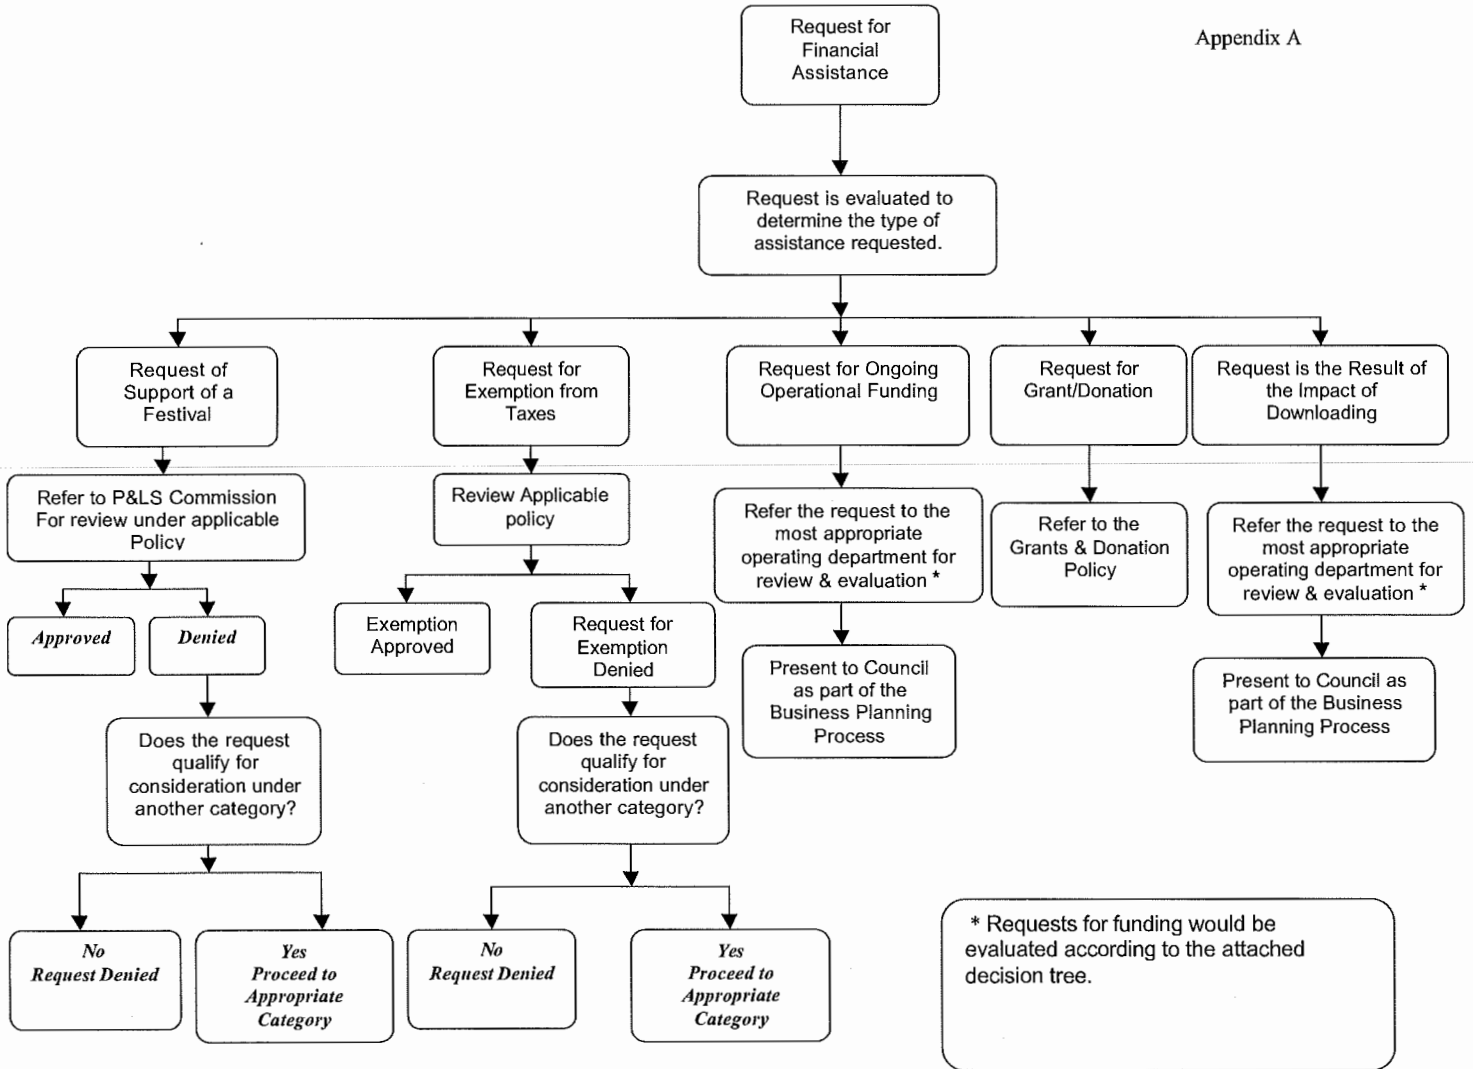 Request for
Financial
Assistance
Appendix A
Request is evaluated to
determine the type of
assistance requested.
Request of
Support of a
Festival
Request for
Exemption from
Taxes
Request for Ongoing
Operational Funding
Request for
Grant/Donation
Request is the Result of
the Impact of
Downloading
Refer to P&LS Commission
For review under applicable
Policy
Review Applicable
policy
Refer the request to the
most appropriate
operating department for
review & evaluation *
Refer to the
Grants & Donation
Policy
Refer the request to the
most appropriate
operating department for
review & evaluation *
Approved
Denied
Exemption
Approved
Request for
Exemption
Denied
Present to Council
as part of the
Business Planning
Process
Present to Council as
part of the Business
Planning Process
Does the request
qualify for
consideration under
another category?
Does the request
qualify for
consideration under
another category?
No
Request Denied
Yes
Proceed to
Appropriate
Category
No
Request Denied
Yes
Proceed to
Appropriate
Category
* Requests for funding would be
evaluated according to the attached
decision tree.